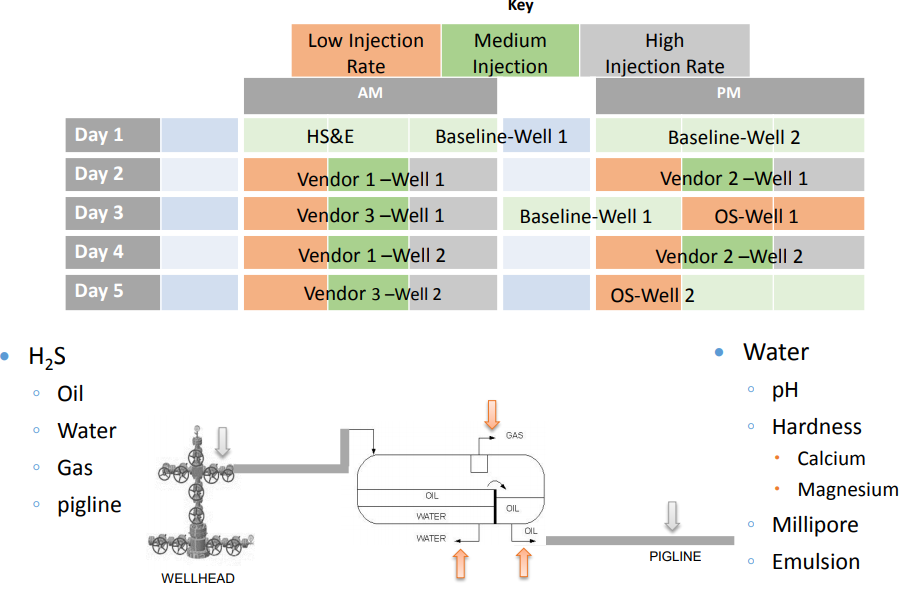 Key
Low Injection
Rate
Medium
Injection
High
Injection Rate
AM
PM
Day 1
HS&E
Baseline-Well 1
Baseline-Well 2
Day 2
Vendor 1 –Well 1
Vendor 2 –Well 1
Day 3
Vendor 3 –Well 1
Baseline-Well 1
OS-Well 1
Day 4
Vendor 1 –Well 2
Vendor 2 –Well 2
Day 5
Vendor 3 –Well 2
OS-Well 2
• H₂S
◦ Oil
◦ Water
◦ Gas
◦ pigline
WELLHEAD
GAS
OIL
WATER
OIL
WATER
OIL
PIGLINE
• Water
◦ pH
◦ Hardness
• Calcium
• Magnesium
◦ Millipore
◦ Emulsion